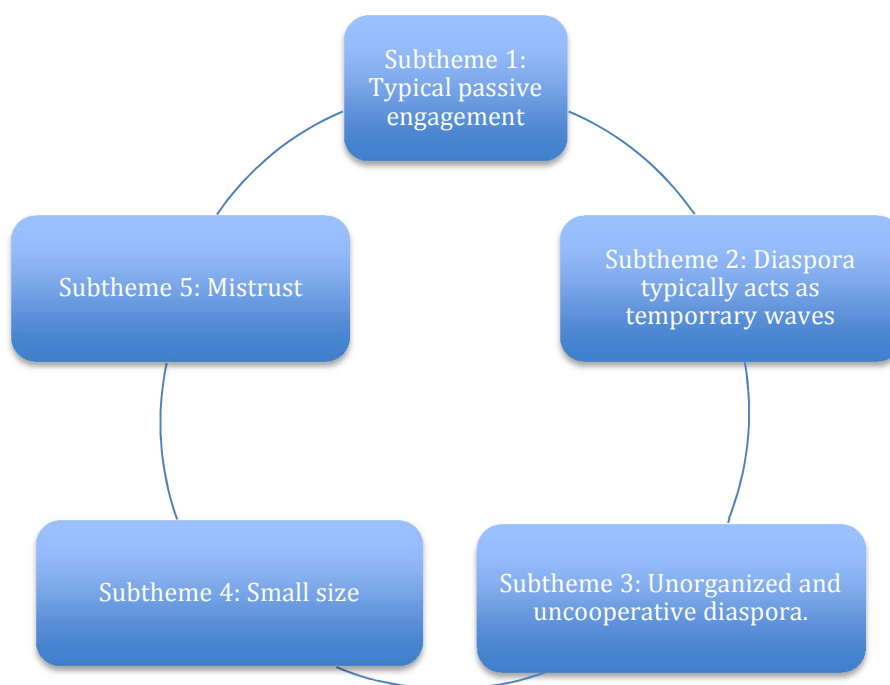 Subtheme 1:
Typical passive
engagement
Subtheme 2: Diaspora
typically acts as
temporrary waves
Subtheme 3: Unorganized and
uncooperative diaspora.
Subtheme 4: Small size
Subtheme 5: Mistrust